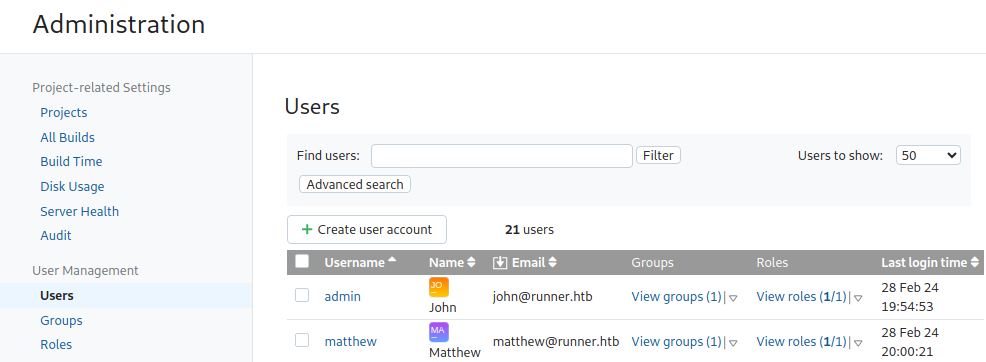 Administration
Project-related Settings
Projects
All Builds
Build Time
Disk Usage
Server Health
Audit
User Management
Users
Groups
Roles
Users
Find users: Filter Users to show: 50
Advanced search
+ Create user account 21 users
Username Name Email Groups Roles Last login time
admin JO John john@runner.htb View groups (1) View roles (1/1) 28 Feb 24 19:54:53
matthew MA Matthew matthew@runner.htb View groups (1) View roles (1/1) 28 Feb 24 20:00:21